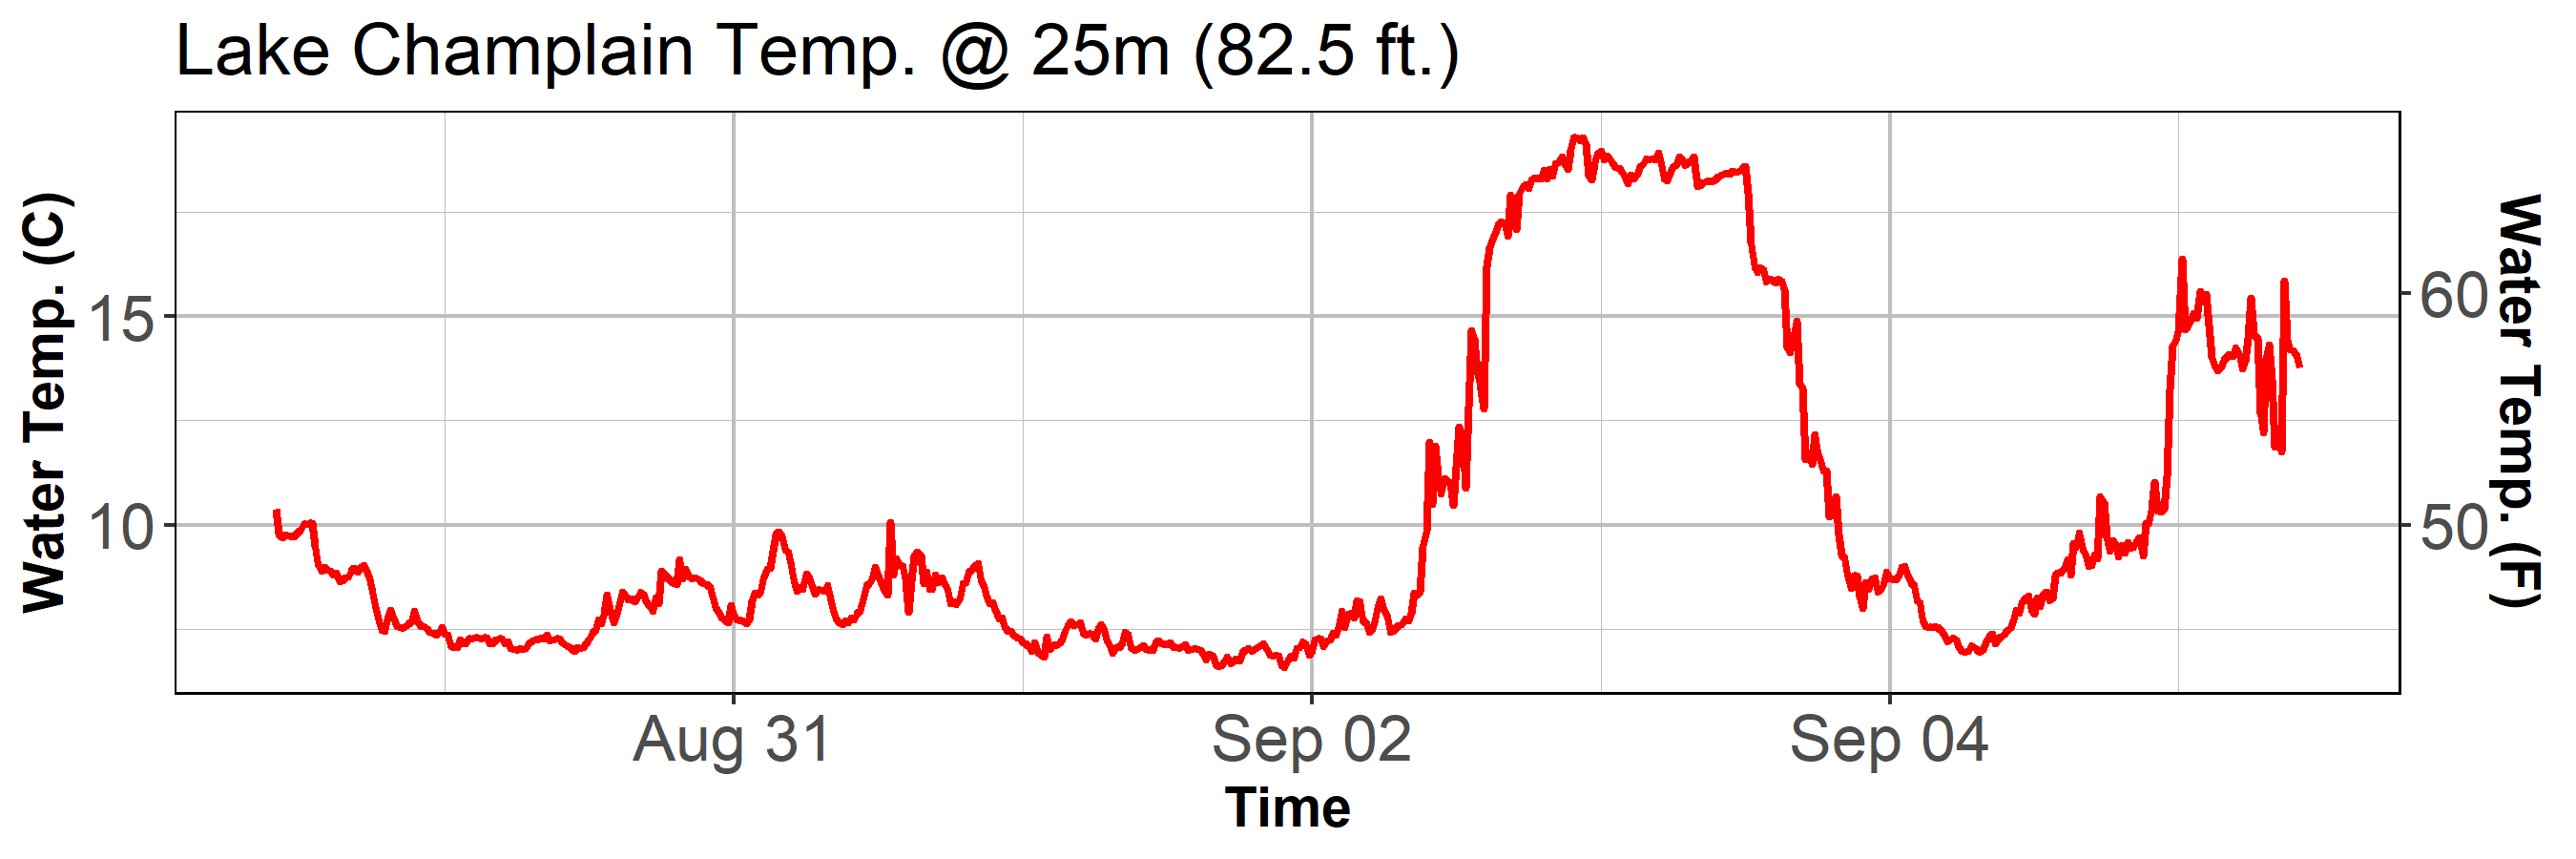 Lake Champlain Temp. @ 25m (82.5 ft.)
Water Temp. (C)
15
10
60
50
Water Temp. (F)
Aug 31
Sep 02
Sep 04
Time